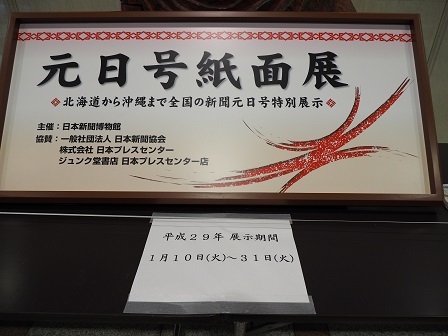 元日号紙面展
北海道から沖縄まで全国の新聞元日号特別展示
主催:日本新聞博物館
協賛:一般社団法人 日本新聞協会
株式会社 日本プレスセンター
ジュンク堂書店 日本プレスセンター店
平成29年 展示期間
1月10日(火)~31日(火)